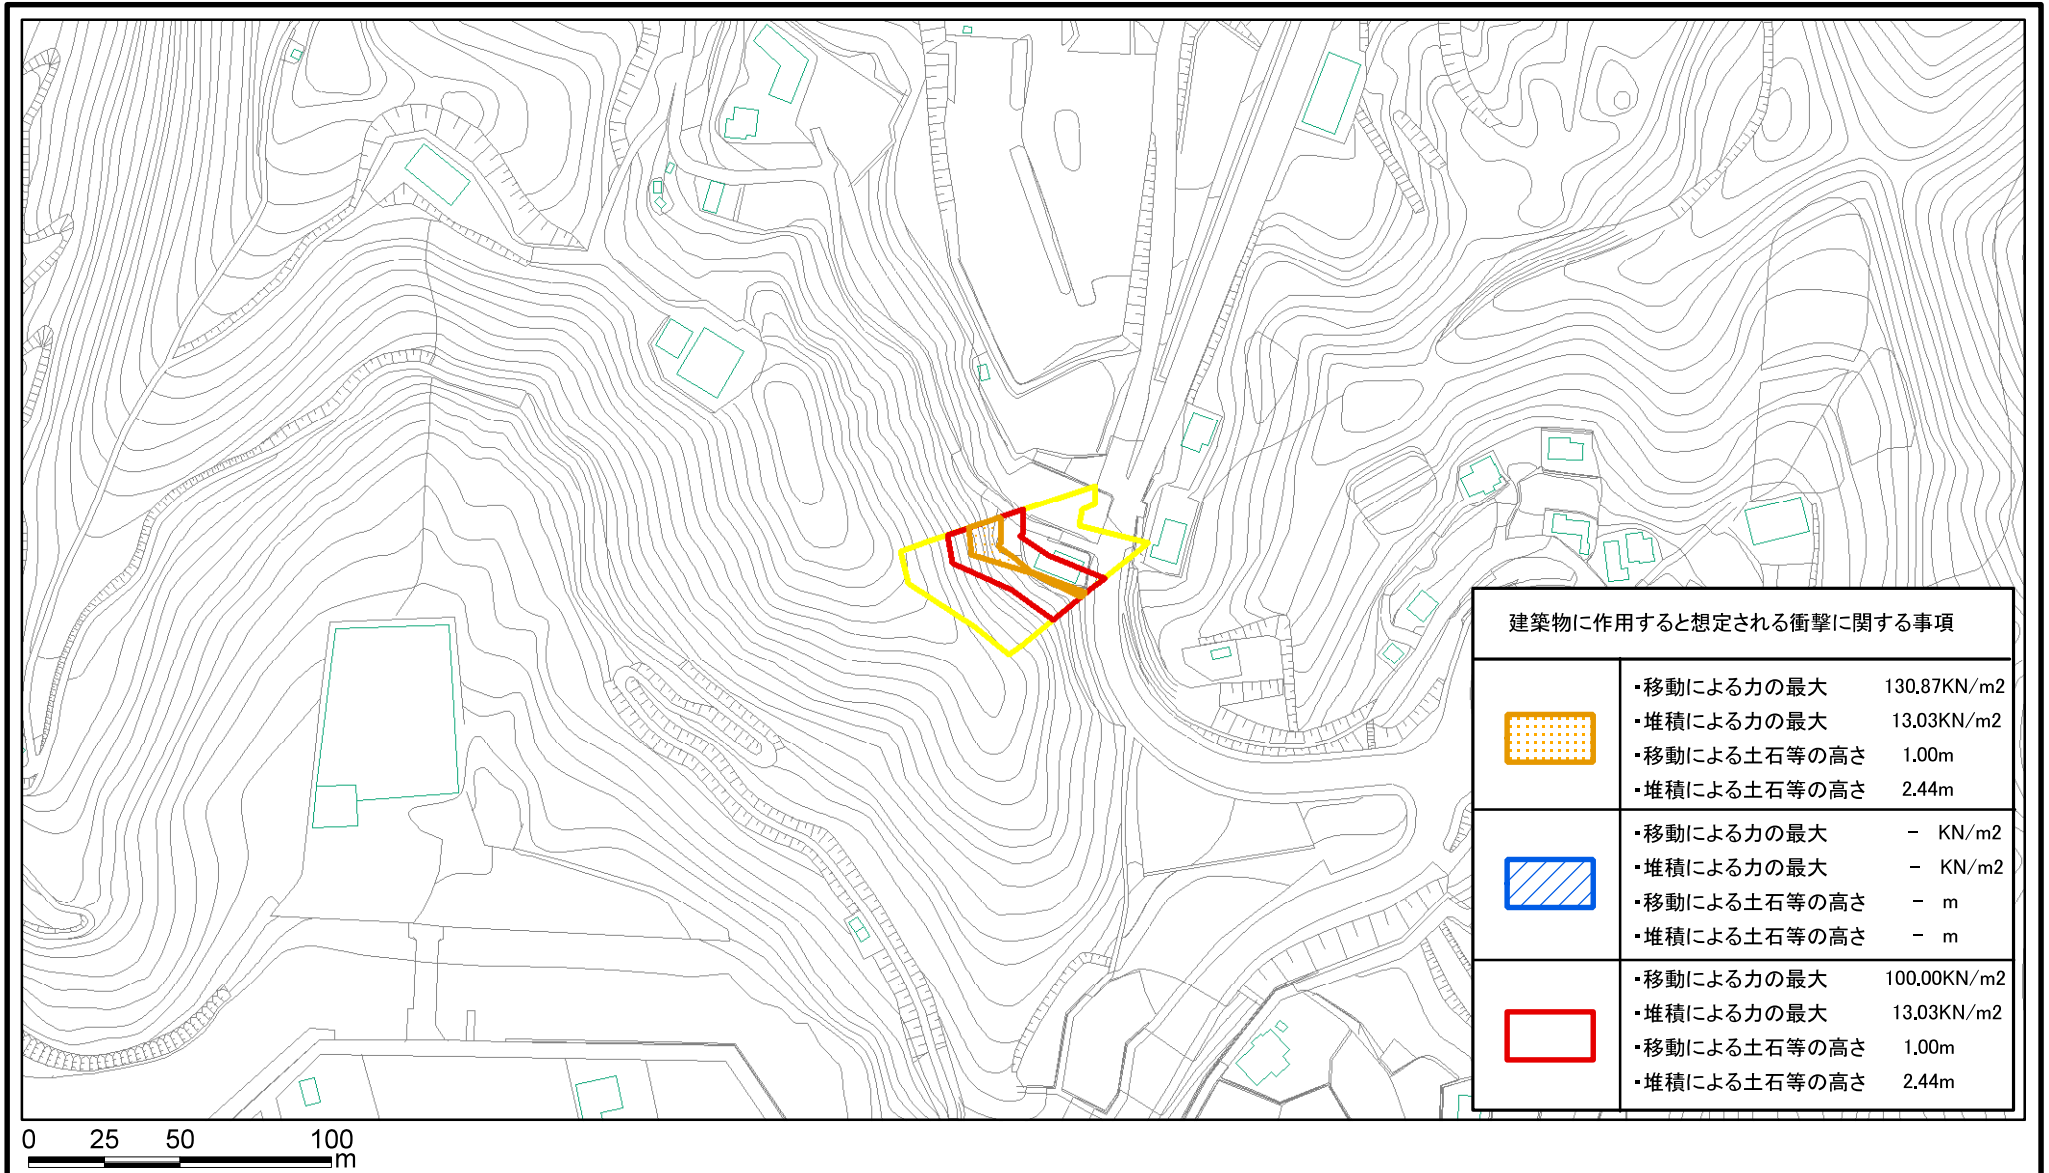 建築物に作用すると想定される衝撃に関する事項
・移動による力の最大 130.87KN/m2
・堆積による力の最大 13.03KN/m2
・移動による土石等の高さ 1.00m
・堆積による土石等の高さ 2.44m
・移動による力の最大 － KN/m2
・堆積による力の最大 － KN/m2
・移動による土石等の高さ － m
・堆積による土石等の高さ － m
・移動による力の最大 100.00KN/m2
・堆積による力の最大 13.03KN/m2
・移動による土石等の高さ 1.00m
・堆積による土石等の高さ 2.44m
0 25 50 100
m